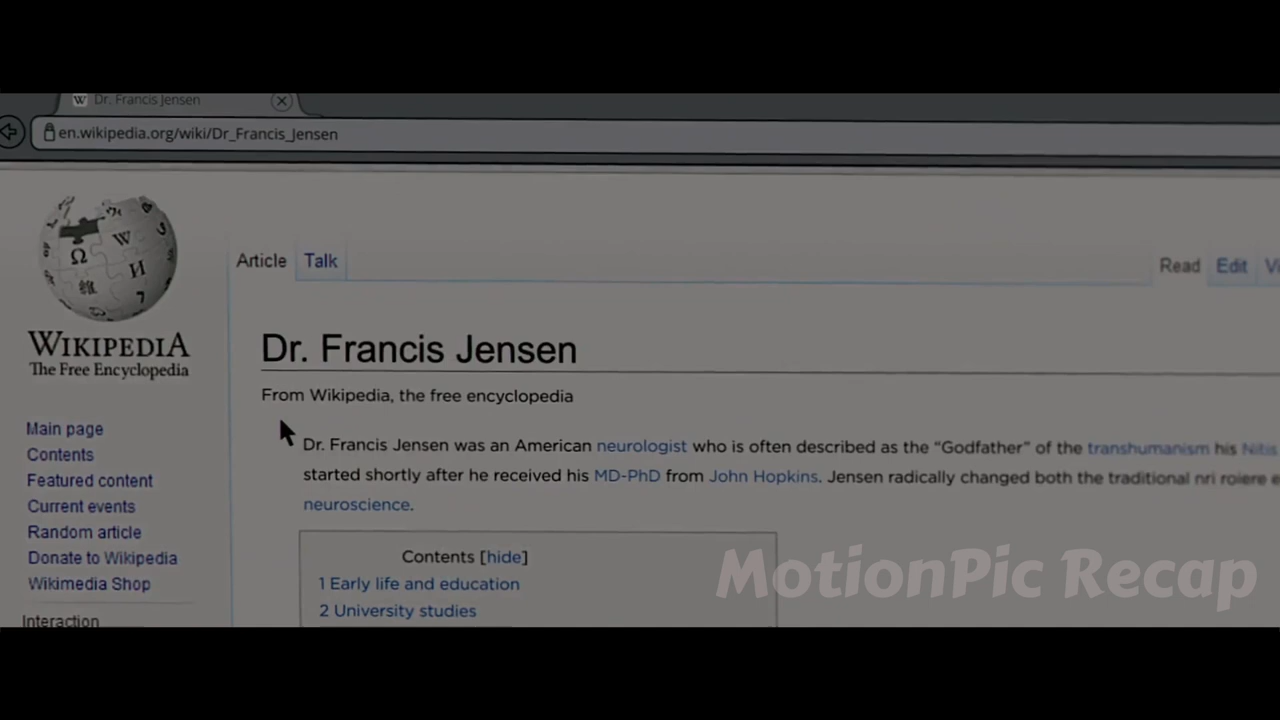 Dr. Francis Jensen
en.wikipedia.org/wiki/Dr_Francis_Jensen
WIKIPEDIA
The Free Encyclopedia
Article Talk
Read Edit
Dr. Francis Jensen
From Wikipedia, the free encyclopedia
Dr. Francis Jensen was an American neurologist who is often described as the “Godfather” of the transhumanism his
started shortly after he received his MD-PhD from John Hopkins. Jensen radically changed both the traditional
neuroscience.
Main page
Contents
Featured content
Current events
Random article
Donate to Wikipedia
Wikimedia Shop
Interaction
Contents [hide]
1 Early life and education
2 University studies
MotionPic Recap